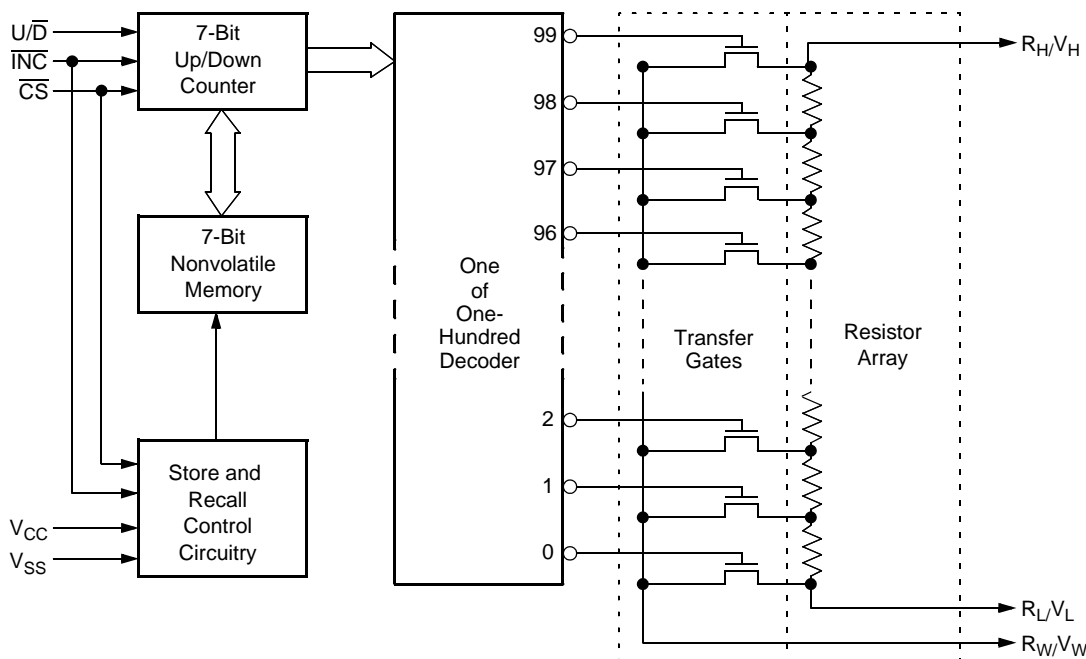 U/D̅
I̅N̅C̅
C̅S̅
7-Bit
Up/Down
Counter
7-Bit
Nonvolatile
Memory
Store and
Recall
Control
Circuitry
VCC
VSS
One
of
One-
Hundred
Decoder
99
98
97
96
2
1
0
Transfer
Gates
Resistor
Array
RH/VH
RL/VL
RW/VW